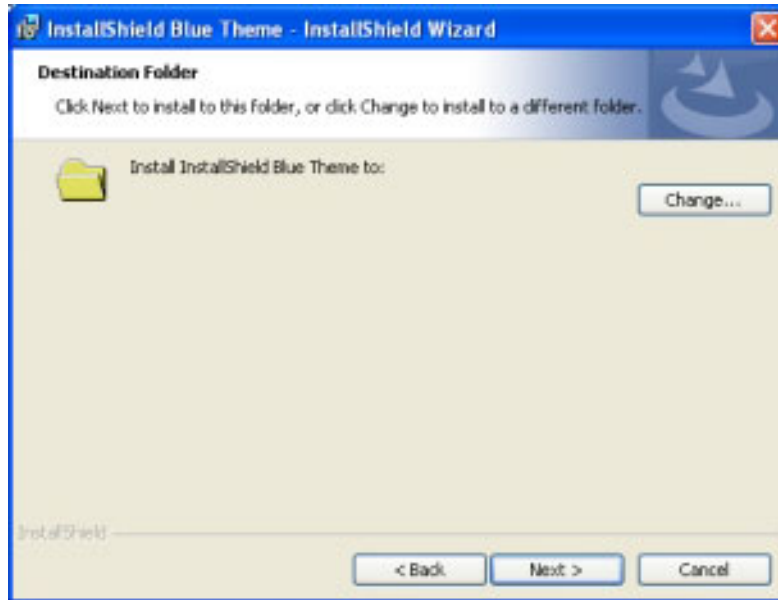 InstallShield Blue Theme - InstallShield Wizard
Destination Folder
Click Next to install to this folder, or click Change to install to a different folder.
Install InstallShield Blue Theme to:
Change...
InstallShield
< Back
Next >
Cancel